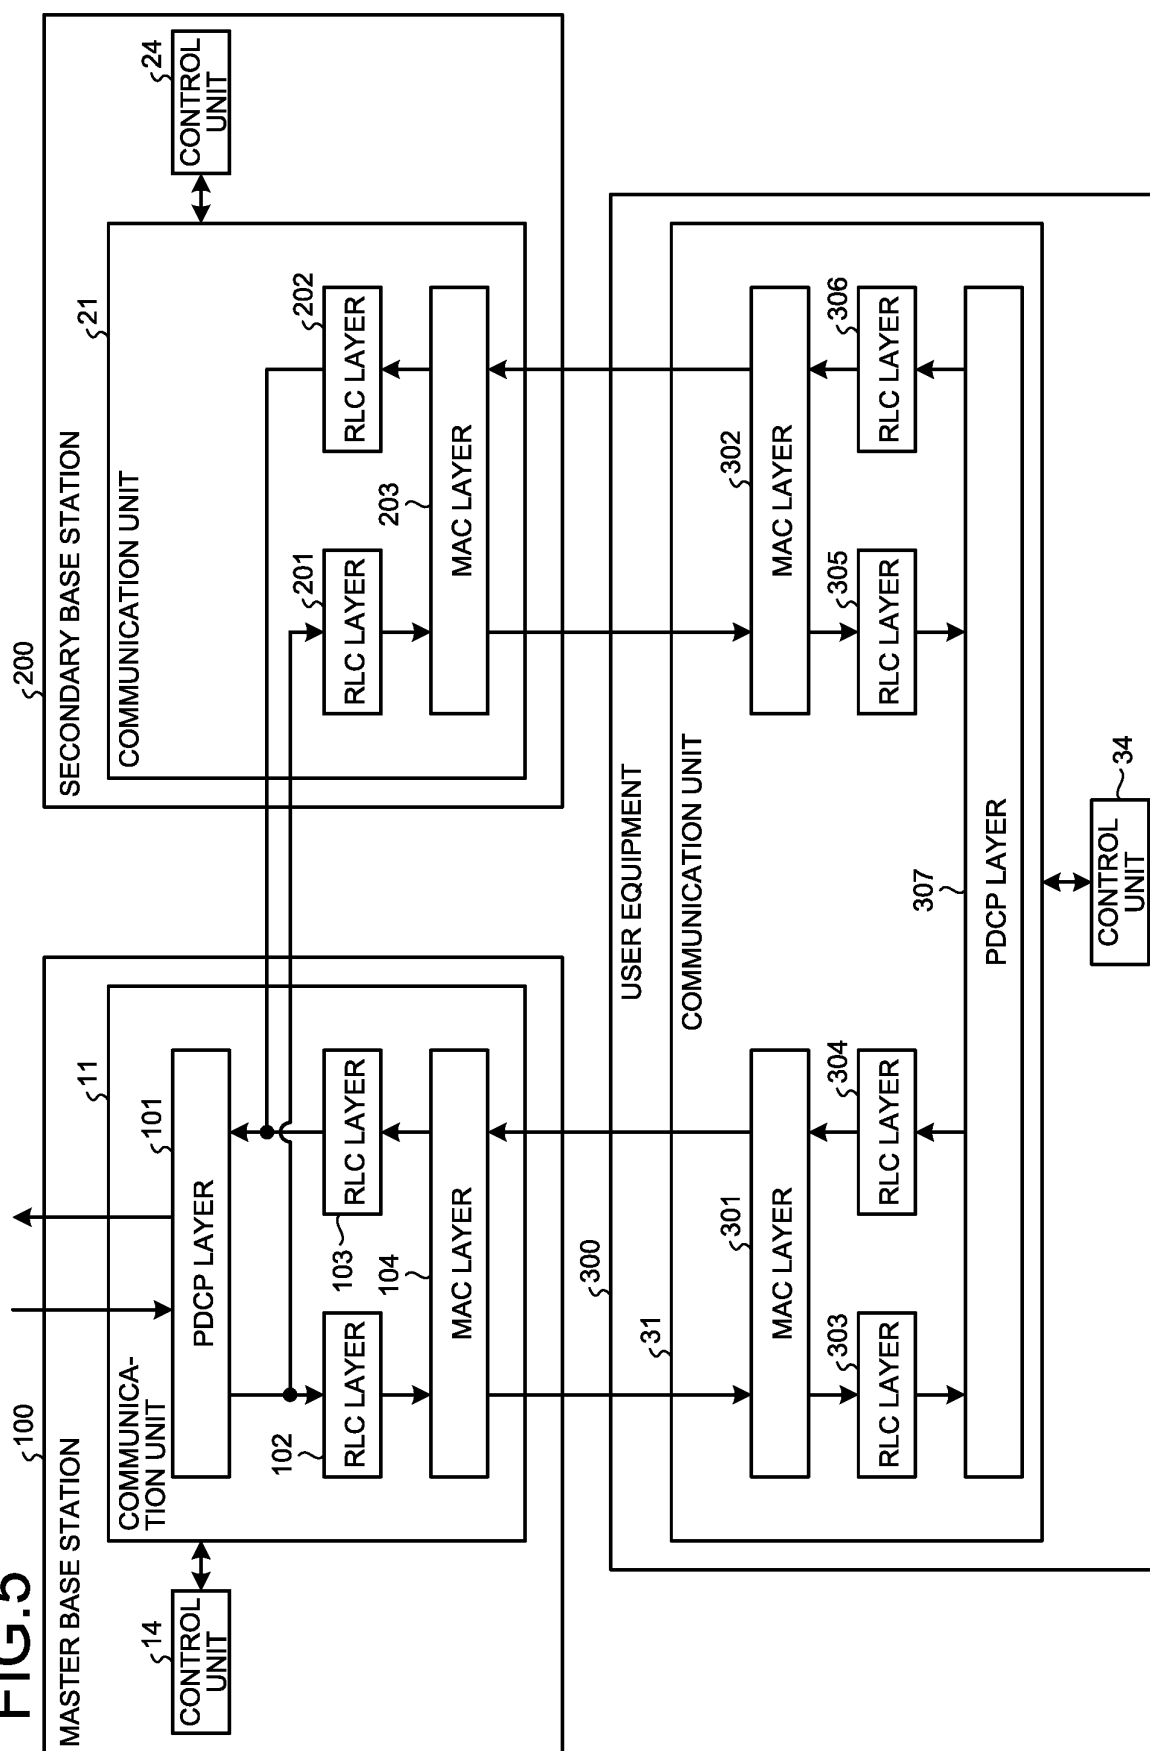 FIG.5
100
MASTER BASE STATION
14
CONTROL
UNIT
11
COMMUNICA-
TION UNIT
101
PDCP LAYER
102
RLC LAYER
103
RLC LAYER
104
MAC LAYER
200
SECONDARY BASE STATION
21
COMMUNICATION UNIT
24
CONTROL
UNIT
201
RLC LAYER
202
RLC LAYER
203
MAC LAYER
300
USER EQUIPMENT
31
COMMUNICATION UNIT
301
MAC LAYER
302
MAC LAYER
303
RLC LAYER
304
RLC LAYER
305
RLC LAYER
306
RLC LAYER
307
PDCP LAYER
34
CONTROL
UNIT